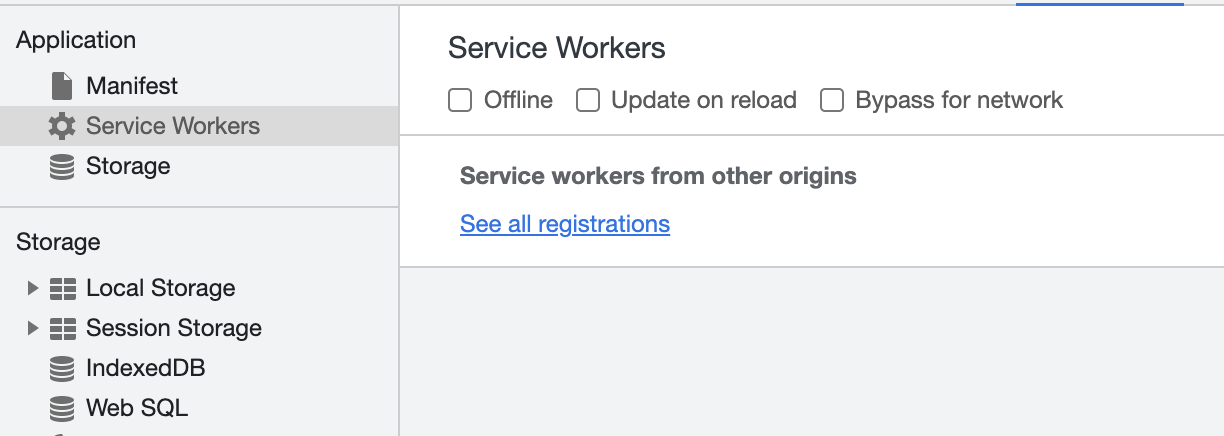 Application
Manifest
Service Workers
Storage
Storage
Local Storage
Session Storage
IndexedDB
Web SQL
Service Workers
Offline Update on reload Bypass for network
Service workers from other origins
See all registrations